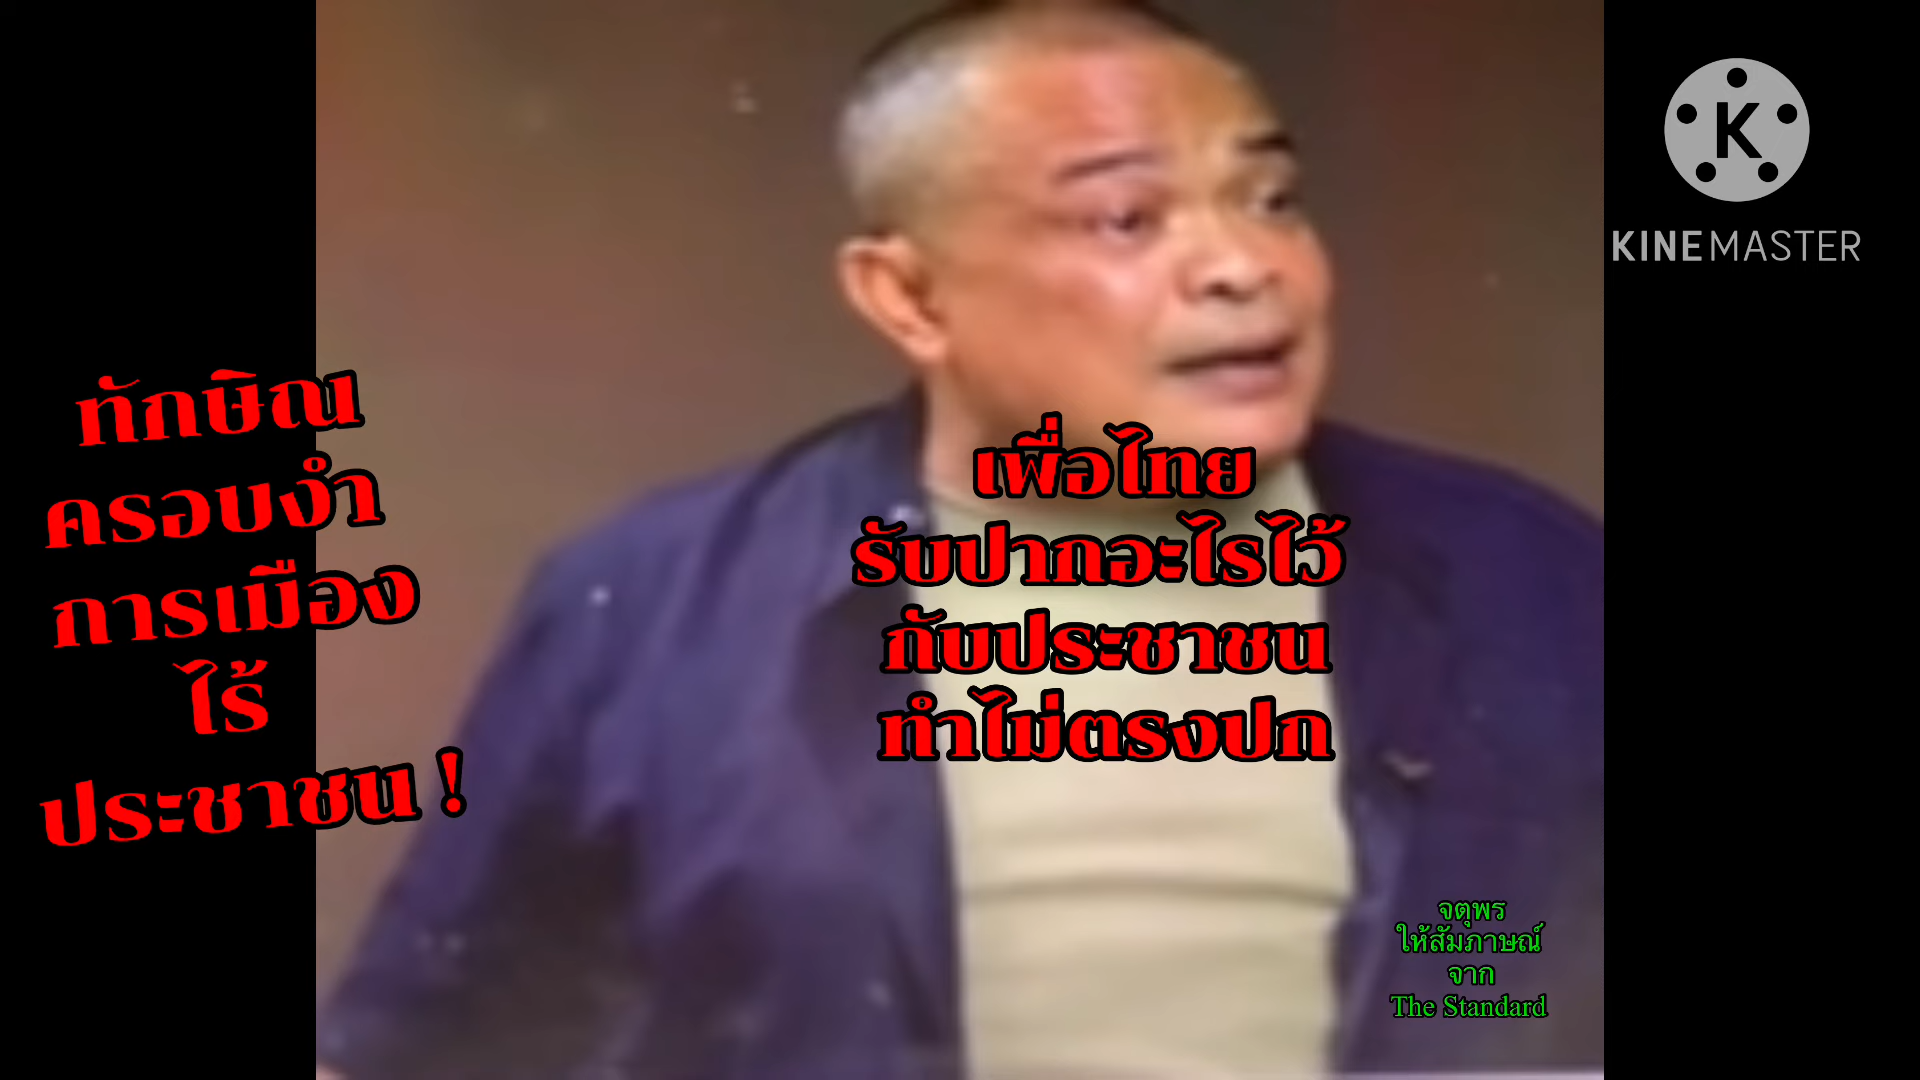 ทักษิณ
ครอบงำ
การเมือง
ไร้
ประชาชน !
เพื่อไทย
รับปากอะไรไว้
กับประชาชน
ทำไม่ตรงปก
จตุพร
ให้สัมภาษณ์
จาก
The Standard
K
KINEMASTER